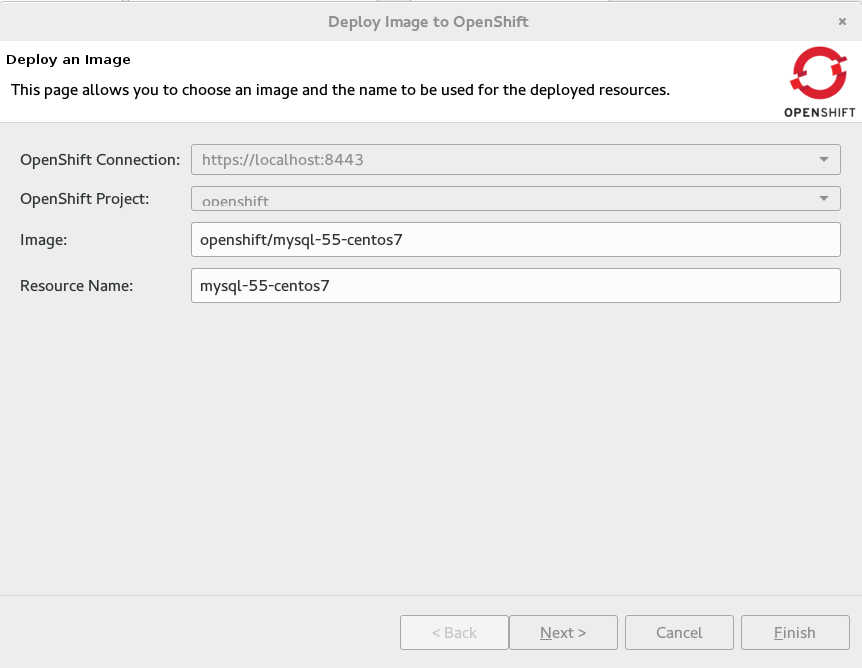 Deploy Image to OpenShift ×
Deploy an Image
This page allows you to choose an image and the name to be used for the deployed resources.
OPENSHIFT
OpenShift Connection: https://localhost:8443
OpenShift Project: openshift
Image: openshift/mysql-55-centos7
Resource Name: mysql-55-centos7
< Back Next > Cancel Finish